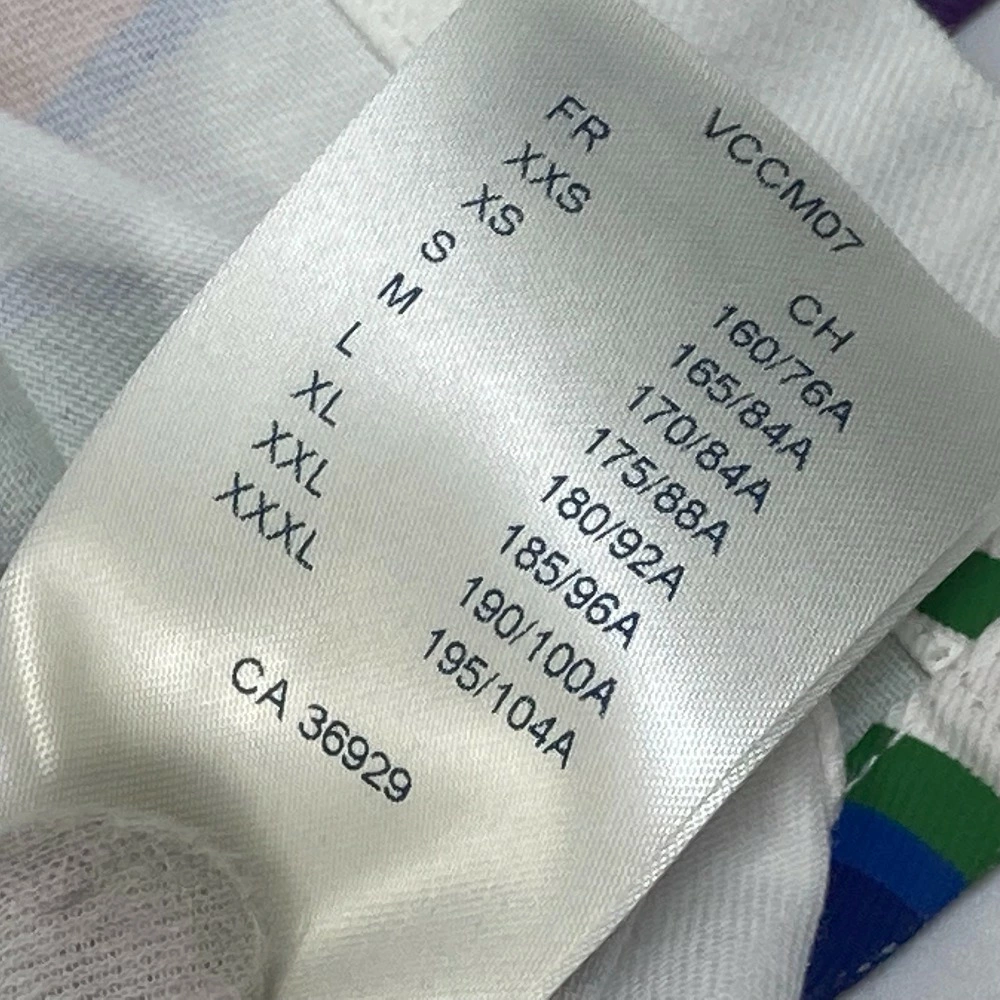 VCCM07
FR CH
XXS 160/76A
XS 165/84A
S 170/84A
M 175/88A
L 180/92A
XL 185/96A
XXL 190/100A
XXXL 195/104A
CA 36929